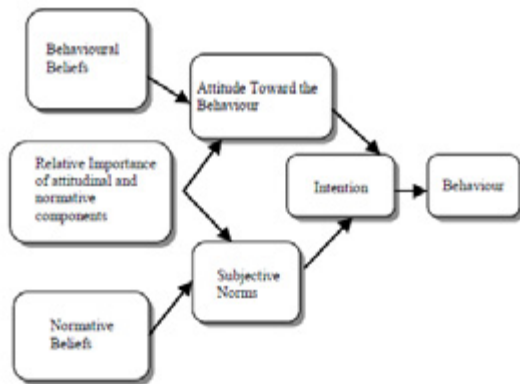 Behavioural
Beliefs
Attitude Toward the
Behaviour
Relative Importance
of attitudinal and
normative
components
Intention
Behaviour
Subjective
Norms
Normative
Beliefs